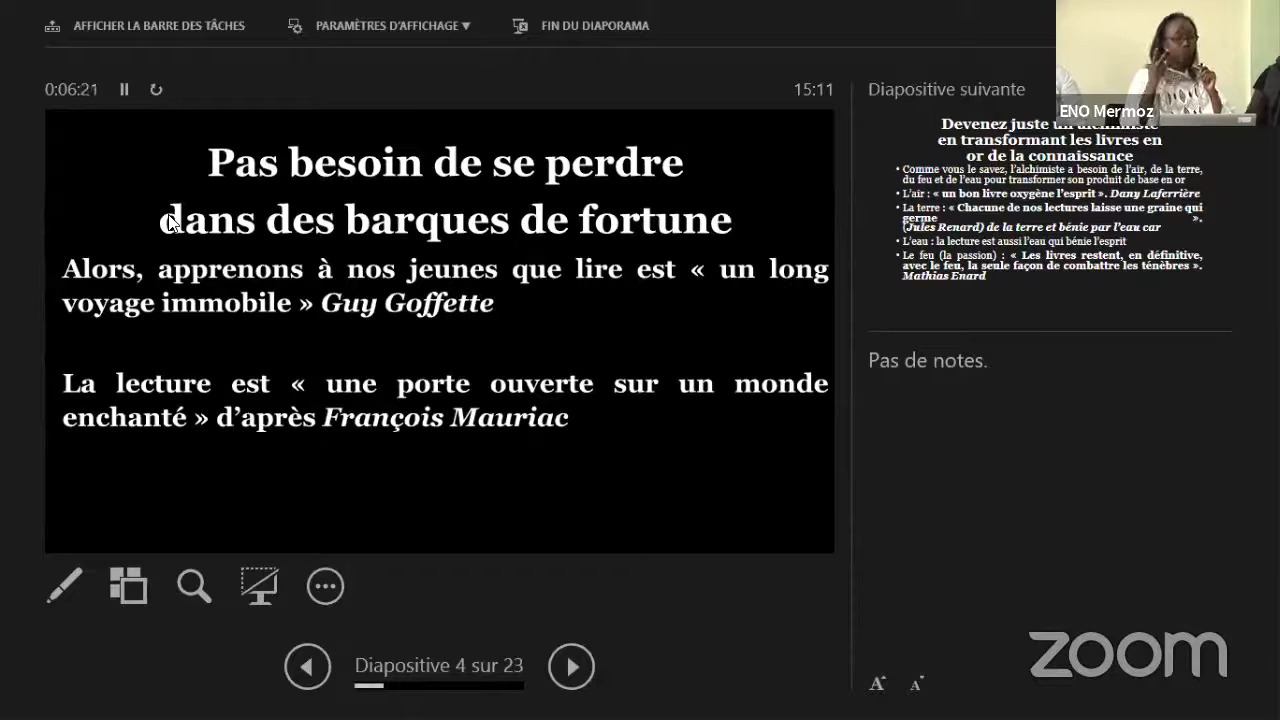 AFFICHER LA BARRE DES TÂCHES
PARAMÈTRES D'AFFICHAGE
FIN DU DIAPORAMA
ENO Mermoz
0:06:21
15:11
Pas besoin de se perdre
dans des barques de fortune
Alors, apprenons à nos jeunes que lire est « un long
voyage immobile » Guy Goffette
La lecture est « une porte ouverte sur un monde
enchanté » d'après François Mauriac
Diapositive 4 sur 23
Diapositive suivante
Devenez juste un alchimiste
en transformant les livres en
or de la connaissance
• Comme vous le savez, l'alchimiste a besoin de l'air, de la terre,
du feu et de l'eau pour transformer son produit de base en or
• L'air : « un bon livre oxygène l'esprit ». Dany Laferrière
• La terre : « Chacune de nos lectures laisse une graine qui
germe ».
(Jules Renard) de la terre et bénie par l'eau car
• L'eau : la lecture est aussi l'eau qui bénie l'esprit
• Le feu (la passion) : « Les livres restent, en définitive,
avec le feu, la seule façon de combattre les ténèbres ».
Mathias Enard
Pas de notes.
A A
zoom